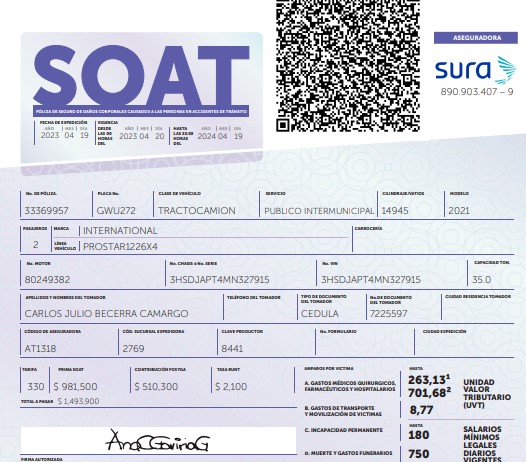 SOAT
PÓLIZA DE SEGURO DE DAÑOS CORPORALES CAUSADOS A LAS PERSONAS EN ACCIDENTES DE TRÁNSITO
FECHA DE EXPEDICIÓN VIGENCIA
AÑO MES DÍA DESDE LAS 00 HORAS DEL AÑO MES DÍA HASTA LAS 23:59 HORAS DEL AÑO MES DÍA
2023 04 19 2023 04 20 2024 04 19
ASEGURADORA
sura
890.903.407 – 9
No. DE PÓLIZA. PLACA No. CLASE DE VEHÍCULO SERVICIO CILINDRAJE/VATIOS MODELO
33369957 GWU272 TRACTOCAMION PUBLICO INTERMUNICIPAL 14945 2021
PASAJEROS MARCA INTERNATIONAL CARROCERÍA
2 LÍNEA VEHÍCULO PROSTAR1226X4
No. MOTOR No. CHASIS ó No. SERIE No. VIN CAPACIDAD TON.
80249382 3HSDJAPT4MN327915 3HSDJAPT4MN327915 35.0
APELLIDOS Y NOMBRES DEL TOMADOR TELÉFONO DEL TOMADOR TIPO DE DOCUMENTO DEL TOMADOR No. DE DOCUMENTO DEL TOMADOR CIUDAD RESIDENCIA TOMADOR
CARLOS JULIO BECERRA CAMARGO CEDULA 7225597
CÓDIGO DE ASEGURADORA CÓD. SUCURSAL EXPEDIDORA CLAVE PRODUCTOR No. FORMULARIO CIUDAD EXPEDICIÓN
AT1318 2769 8441
TARIFA PRIMA SOAT CONTRIBUCIÓN FOSYGA TASA RUNT
330 $ 981,500 $ 510,300 $ 2,100
TOTAL A PAGAR $ 1,493,900
FIRMA AUTORIZADA
AMPAROS POR VICTIMA HASTA
A. GASTOS MÉDICOS QUIRURGICOS, FARMACÉUTICOS Y HOSPITALARIOS 263,13¹ 701,68² UNIDAD VALOR TRIBUTARIO (UVT)
B. GASTOS DE TRANSPORTE Y MOVILIZACIÓN DE VICTIMAS 8,77
HASTA
C. INCAPACIDAD PERMANENTE 180 SALARIOS MÍNIMOS LEGALES DIARIOS VIGENTES
D. MUERTE Y GASTOS FUNERARIOS 750